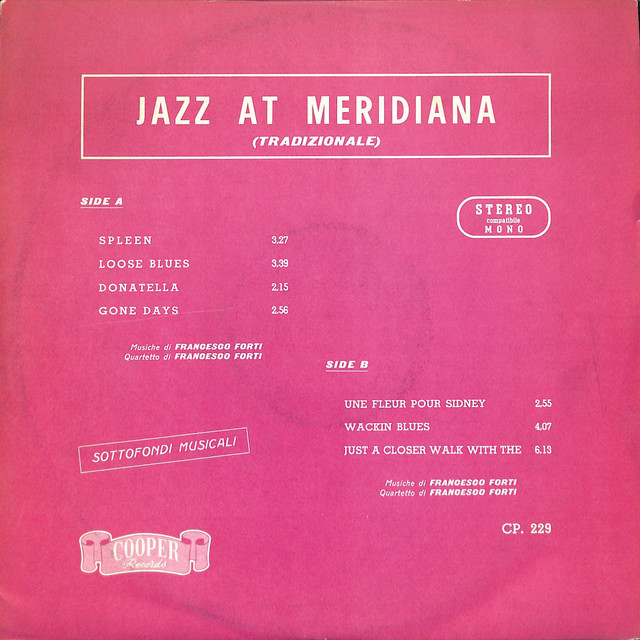 JAZZ AT MERIDIANA
(TRADIZIONALE)
SIDE A
SPLEEN 3.27
LOOSE BLUES 3.39
DONATELLA 2.15
GONE DAYS 2.56
Musiche di FRANCESCO FORTI
Quartetto di FRANCESCO FORTI
STEREO
compatibile
MONO
SIDE B
UNE FLEUR POUR SIDNEY 2.55
WACKIN BLUES 4.07
JUST A CLOSER WALK WITH THE 6.13
Musiche di FRANCESCO FORTI
Quartetto di FRANCESCO FORTI
SOTTOFONDI MUSICALI
COOPER
Records
CP. 229